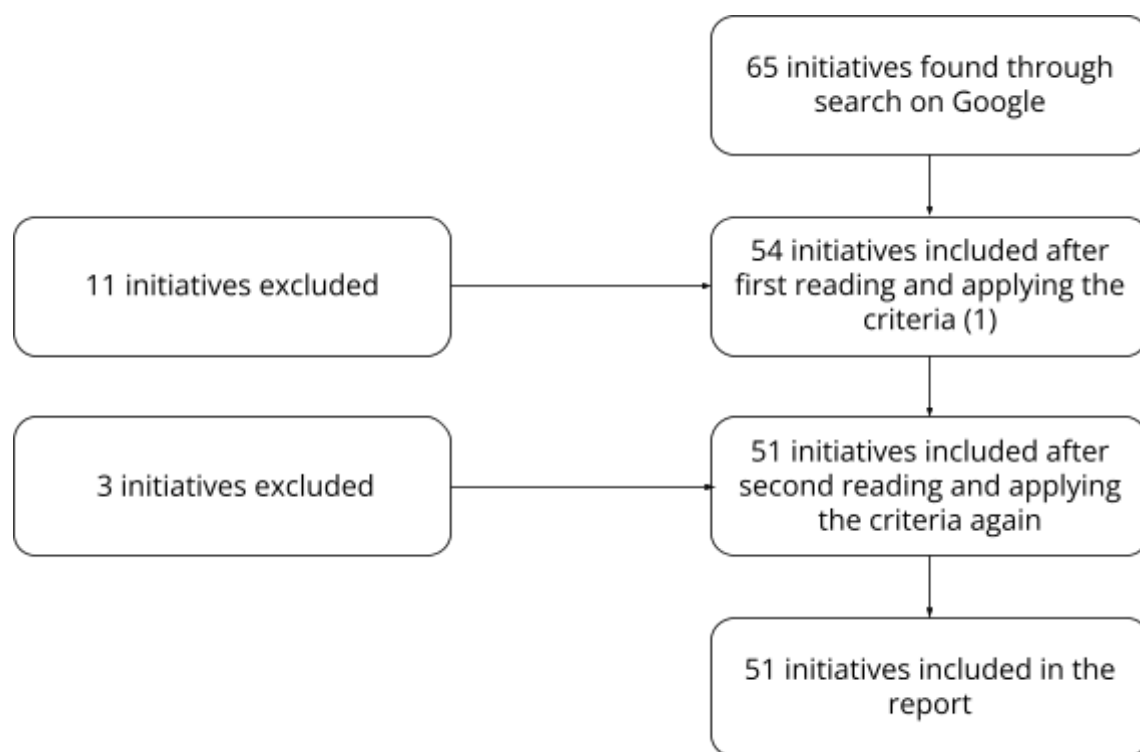 65 initiatives found through
search on Google
11 initiatives excluded
54 initiatives included after
first reading and applying the
criteria (1)
3 initiatives excluded
51 initiatives included after
second reading and applying
the criteria again
51 initiatives included in the
report